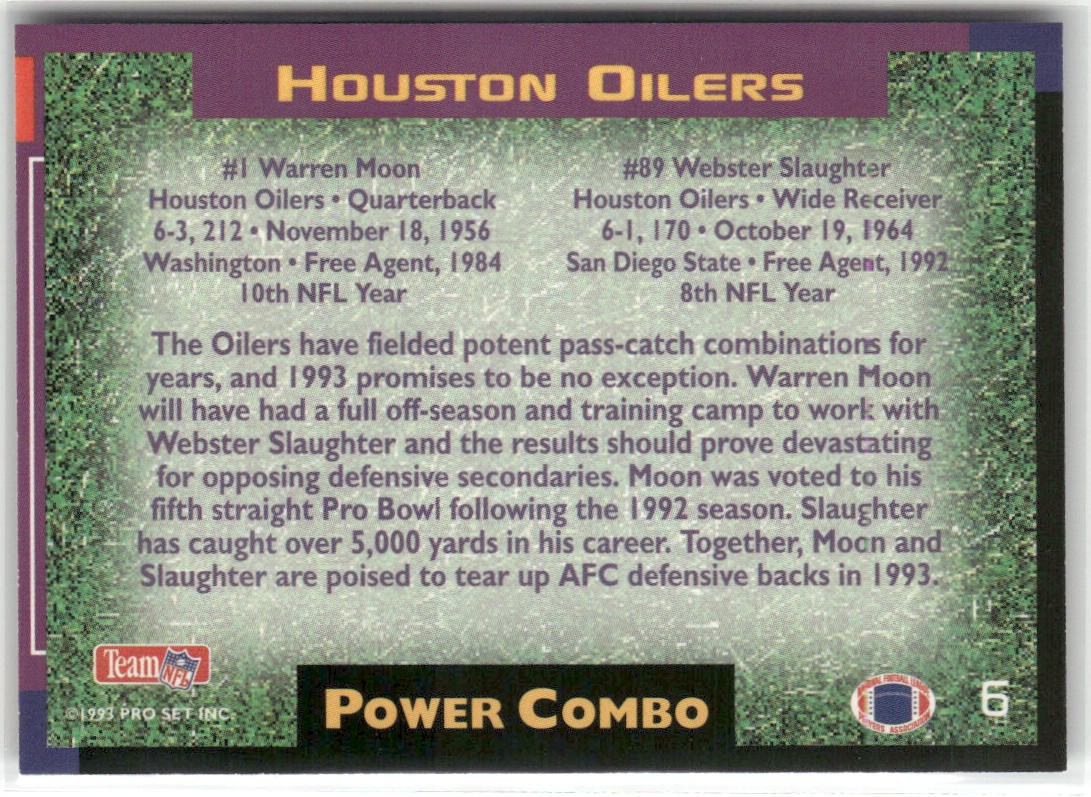 HOUSTON OILERS
#1 Warren Moon
Houston Oilers • Quarterback
6-3, 212 • November 18, 1956
Washington • Free Agent, 1984
10th NFL Year
#89 Webster Slaughter
Houston Oilers • Wide Receiver
6-1, 170 • October 19, 1964
San Diego State • Free Agent, 1992
8th NFL Year
The Oilers have fielded potent pass-catch combinations for
years, and 1993 promises to be no exception. Warren Moon
will have had a full off-season and training camp to work with
Webster Slaughter and the results should prove devastating
for opposing defensive secondaries. Moon was voted to his
fifth straight Pro Bowl following the 1992 season. Slaughter
has caught over 5,000 yards in his career. Together, Moon and
Slaughter are poised to tear up AFC defensive backs in 1993.
Team NFL
©1993 PRO SET INC.
POWER COMBO
NATIONAL FOOTBALL LEAGUE
PLAYERS ASSOCIATION
6